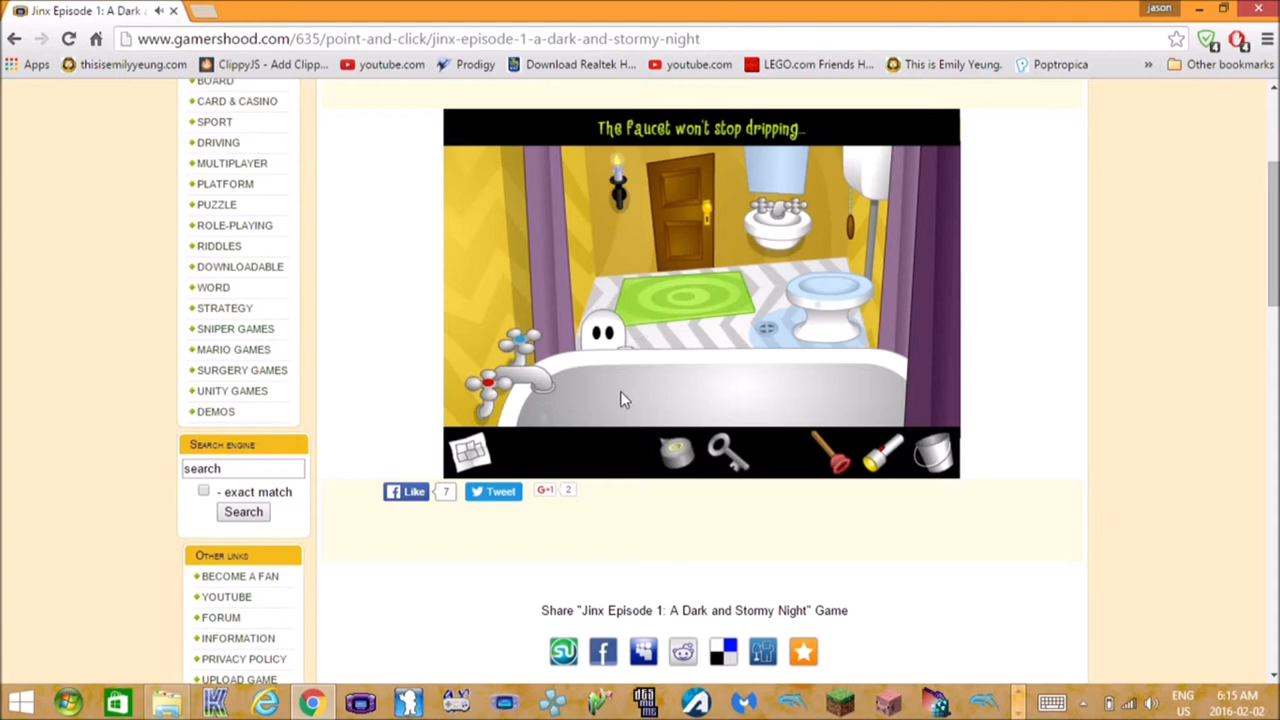 Jinx Episode 1: A Dark
jason
www.gamershood.com/635/point-and-click/jinx-episode-1-a-dark-and-stormy-night
4
4
Apps thisisemilyyeung.com ClippyJS - Add Clipp... youtube.com Prodigy Download Realtek H... youtube.com LEGO.com Friends H... This is Emily Yeung. Poptropica » Other bookmarks
BOARD
CARD & CASINO
SPORT
DRIVING
MULTIPLAYER
PLATFORM
PUZZLE
ROLE-PLAYING
RIDDLES
DOWNLOADABLE
WORD
STRATEGY
SNIPER GAMES
MARIO GAMES
SURGERY GAMES
UNITY GAMES
DEMOS
The faucet won't stop dripping...
Search engine
search
- exact match
Search
Like 7 Tweet G+1 2
Other links
BECOME A FAN
YOUTUBE
FORUM
INFORMATION
PRIVACY POLICY
UPLOAD GAME
Share "Jinx Episode 1: A Dark and Stormy Night" Game
ENG 6:15 AM
US 2016-02-02